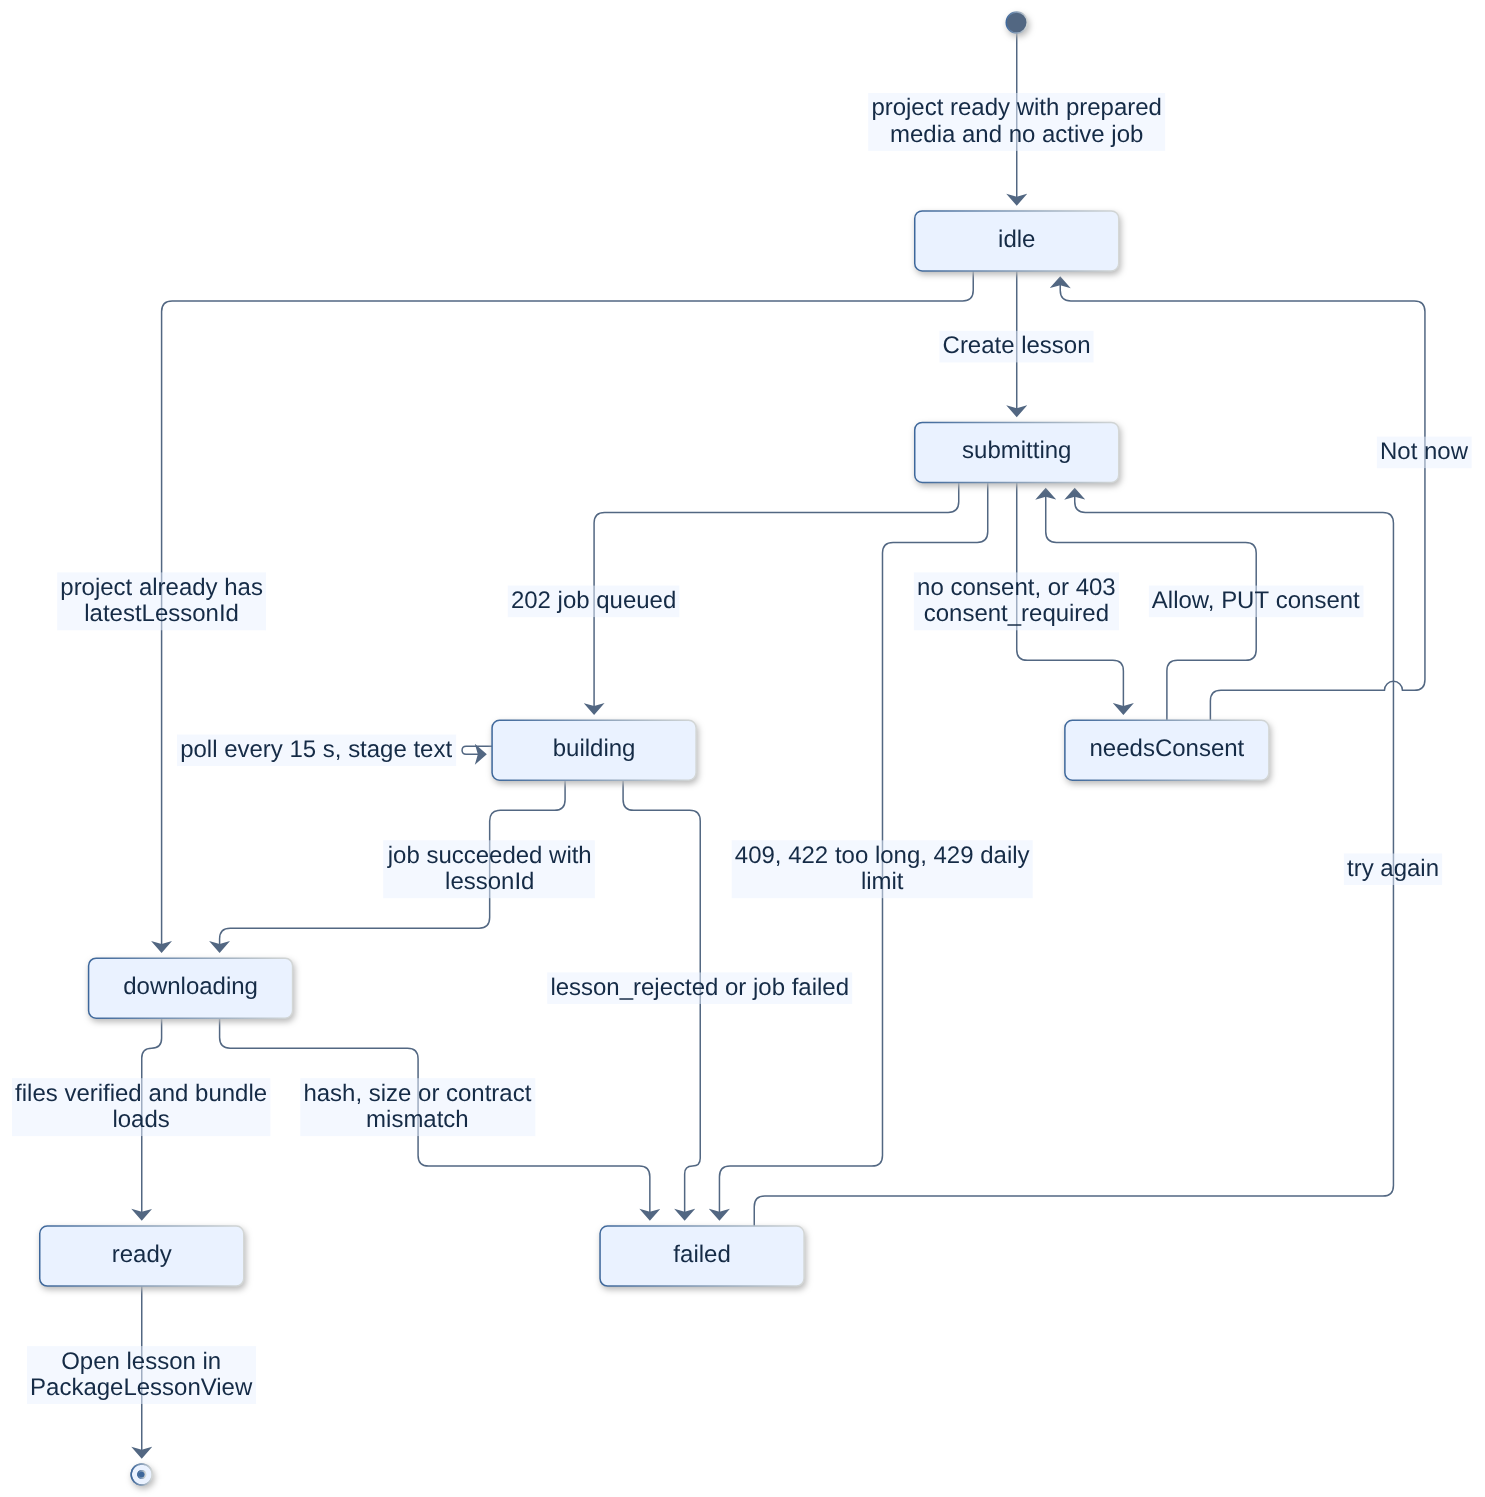 project ready with prepared
media and no active job
idle
Create lesson
submitting
Not now
project already has
latestLessonId
202 job queued
no consent, or 403
consent_required
Allow, PUT consent
poll every 15 s, stage text
building
needsConsent
job succeeded with
lessonId
409, 422 too long, 429 daily
limit
try again
downloading
lesson_rejected or job failed
files verified and bundle
loads
hash, size or contract
mismatch
ready
failed
Open lesson in
PackageLessonView